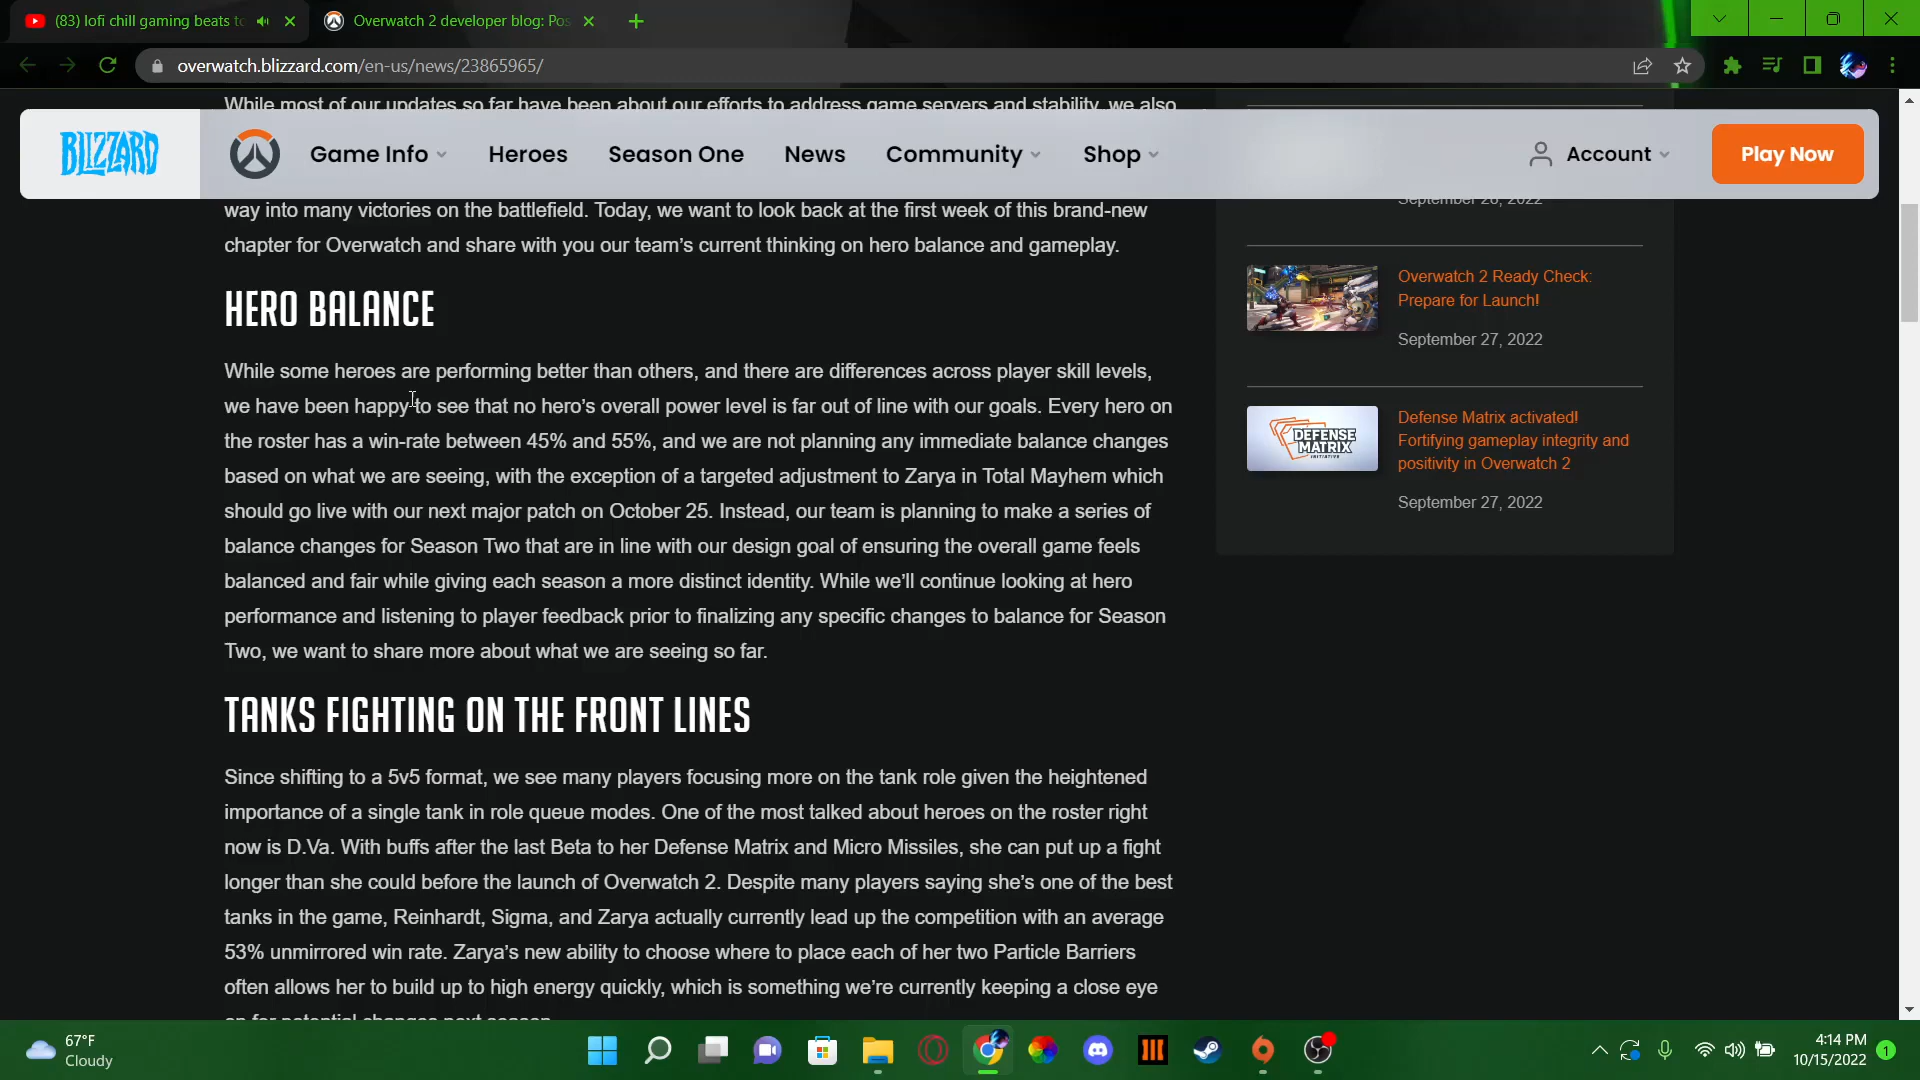 (83) lofi chill gaming beats to
Overwatch 2 developer blog: Pos
overwatch.blizzard.com/en-us/news/23865965/
While most of our updates so far have been about our efforts to address game servers and stability, we also
BLIZZARD
Game Info
Heroes
Season One
News
Community
Shop
Account
Play Now
way into many victories on the battlefield. Today, we want to look back at the first week of this brand-new
chapter for Overwatch and share with you our team's current thinking on hero balance and gameplay.
HERO BALANCE
While some heroes are performing better than others, and there are differences across player skill levels,
we have been happy to see that no hero's overall power level is far out of line with our goals. Every hero on
the roster has a win-rate between 45% and 55%, and we are not planning any immediate balance changes
based on what we are seeing, with the exception of a targeted adjustment to Zarya in Total Mayhem which
should go live with our next major patch on October 25. Instead, our team is planning to make a series of
balance changes for Season Two that are in line with our design goal of ensuring the overall game feels
balanced and fair while giving each season a more distinct identity. While we'll continue looking at hero
performance and listening to player feedback prior to finalizing any specific changes to balance for Season
Two, we want to share more about what we are seeing so far.
TANKS FIGHTING ON THE FRONT LINES
Since shifting to a 5v5 format, we see many players focusing more on the tank role given the heightened
importance of a single tank in role queue modes. One of the most talked about heroes on the roster right
now is D.Va. With buffs after the last Beta to her Defense Matrix and Micro Missiles, she can put up a fight
longer than she could before the launch of Overwatch 2. Despite many players saying she's one of the best
tanks in the game, Reinhardt, Sigma, and Zarya actually currently lead up the competition with an average
53% unmirrored win rate. Zarya's new ability to choose where to place each of her two Particle Barriers
often allows her to build up to high energy quickly, which is something we're currently keeping a close eye
on for potential changes next season.
Overwatch 2 Ready Check:
Prepare for Launch!
September 27, 2022
DEFENSE
MATRIX
INITIATIVE
Defense Matrix activated!
Fortifying gameplay integrity and
positivity in Overwatch 2
September 27, 2022
67°F
Cloudy
4:14 PM
10/15/2022
1